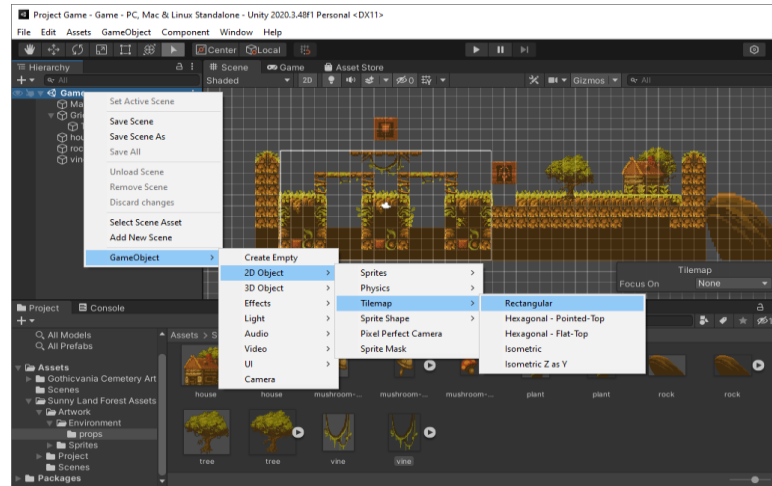 Project Game - Game - PC, Mac & Linux Standalone - Unity 2020.3.48f1 Personal <DX11>
File Edit Assets GameObject Component Window Help
Center Local
Hierarchy # Scene Game Asset Store
All Shaded 2D 0 Gizmos All
Game
Set Active Scene
Save Scene
Save Scene As
Save All
Unload Scene
Remove Scene
Discard changes
Select Scene Asset
Add New Scene
GameObject
Create Empty
2D Object
3D Object
Effects
Light
Audio
Video
UI
Camera
Sprites
Physics
Tilemap
Sprite Shape
Pixel Perfect Camera
Sprite Mask
Rectangular
Hexagonal - Pointed-Top
Hexagonal - Flat-Top
Isometric
Isometric Z as Y
Tilemap
Focus On None
Project Console
All Models
All Prefabs
Assets
Gothicvania Cemetery Art
Scenes
Sunny Land Forest Assets
Artwork
Environment
props
Sprites
Project
Scenes
Packages
Assets >
house house mushroom-... mushroom-... mushroom-... plant plant rock rock
tree tree vine vine